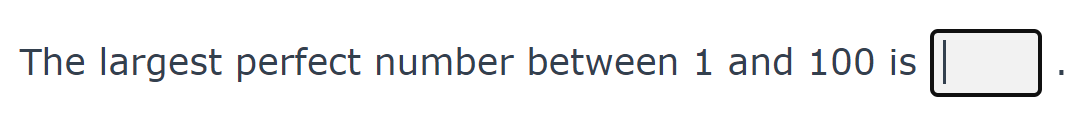 The largest perfect number between 1 and 100 is .